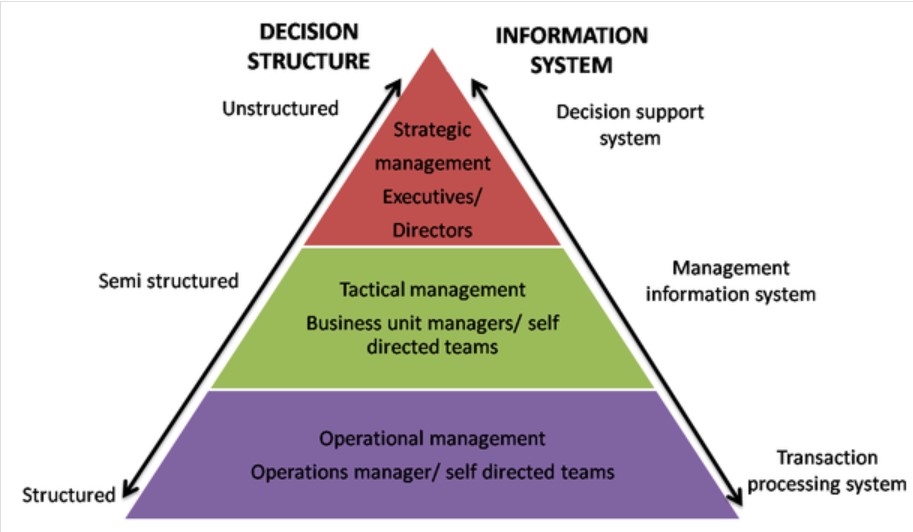 DECISION
STRUCTURE
INFORMATION
SYSTEM
Unstructured
Decision support
system
Strategic
management
Executives/
Directors
Semi structured
Management
information system
Tactical management
Business unit managers/ self
directed teams
Operational management
Operations manager/ self directed teams
Structured
Transaction
processing system